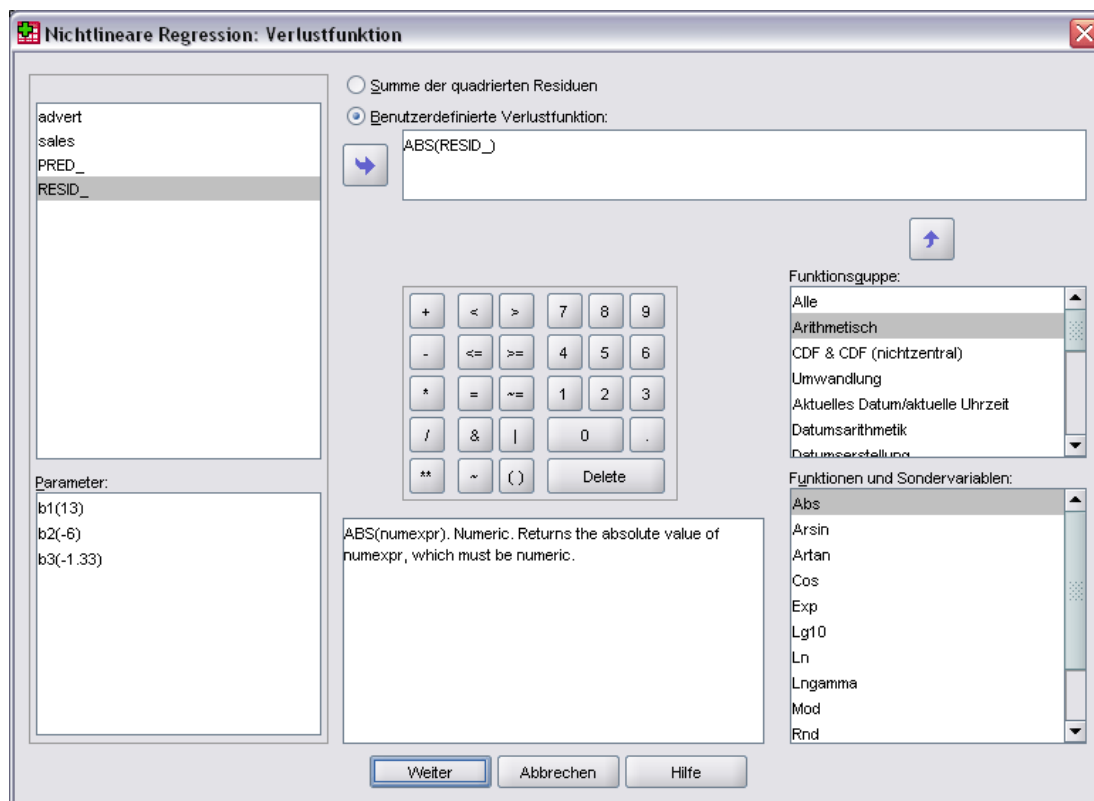 Nichtlineare Regression: Verlustfunktion
advert
sales
PRED_
RESID_
Summe der quadrierten Residuen
Benutzerdefinierte Verlustfunktion:
ABS(RESID_)
Parameter:
b1(13)
b2(-6)
b3(-1.33)
+ < > 7 8 9
- <= >= 4 5 6
* = ~= 1 2 3
/ & | 0 .
** ~ ( ) Delete
ABS(numexpr). Numeric. Returns the absolute value of
numexpr, which must be numeric.
Funktionsgruppe:
Alle
Arithmetisch
CDF & CDF (nichtzentral)
Umwandlung
Aktuelles Datum/aktuelle Uhrzeit
Datumsarithmetik
Datumserstellung
Funktionen und Sondervariablen:
Abs
Arsin
Artan
Cos
Exp
Lg10
Ln
Lngamma
Mod
Rnd
Weiter
Abbrechen
Hilfe